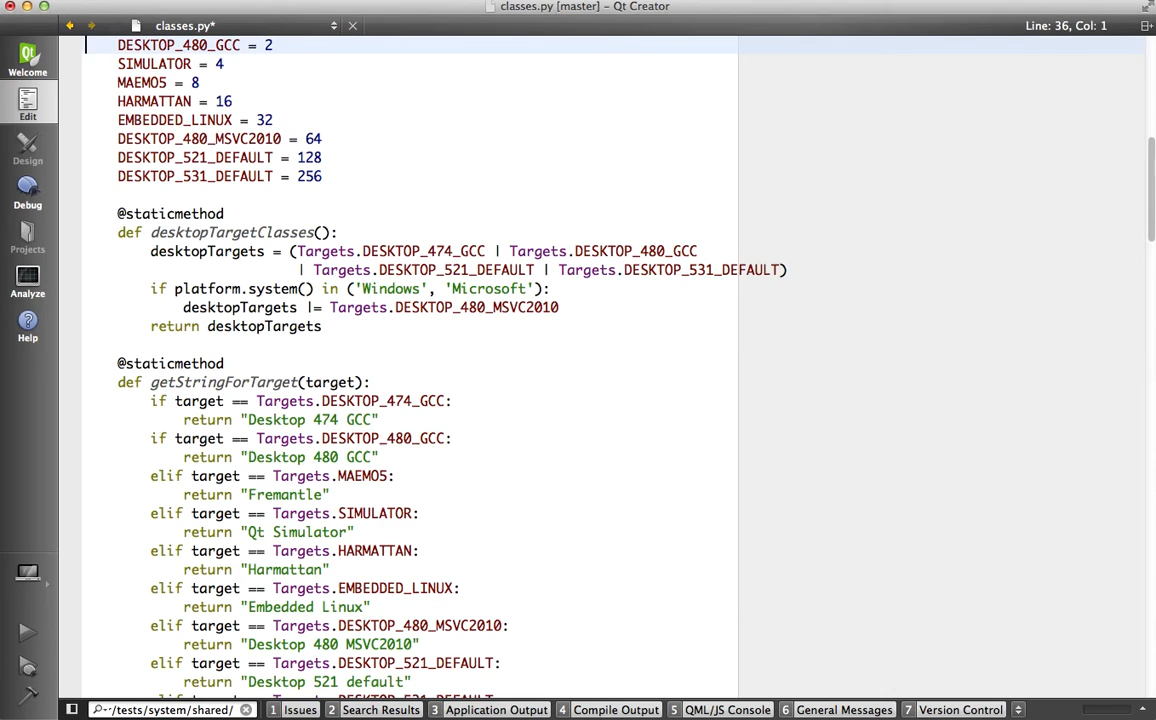 classes.py [master] - Qt Creator
classes.py*
Line: 36, Col: 1
Welcome
Edit
Design
Debug
Projects
Analyze
Help
DESKTOP_480_GCC = 2
SIMULATOR = 4
MAEMO5 = 8
HARMATTAN = 16
EMBEDDED_LINUX = 32
DESKTOP_480_MSVC2010 = 64
DESKTOP_521_DEFAULT = 128
DESKTOP_531_DEFAULT = 256
@staticmethod
def desktopTargetClasses():
desktopTargets = (Targets.DESKTOP_474_GCC | Targets.DESKTOP_480_GCC
| Targets.DESKTOP_521_DEFAULT | Targets.DESKTOP_531_DEFAULT)
if platform.system() in ('Windows', 'Microsoft'):
desktopTargets |= Targets.DESKTOP_480_MSVC2010
return desktopTargets
@staticmethod
def getStringForTarget(target):
if target == Targets.DESKTOP_474_GCC:
return "Desktop 474 GCC"
if target == Targets.DESKTOP_480_GCC:
return "Desktop 480 GCC"
elif target == Targets.MAEMO5:
return "Fremantle"
elif target == Targets.SIMULATOR:
return "Qt Simulator"
elif target == Targets.HARMATTAN:
return "Harmattan"
elif target == Targets.EMBEDDED_LINUX:
return "Embedded Linux"
elif target == Targets.DESKTOP_480_MSVC2010:
return "Desktop 480 MSVC2010"
elif target == Targets.DESKTOP_521_DEFAULT:
return "Desktop 521 default"
/tests/system/shared/
1 Issues
2 Search Results
3 Application Output
4 Compile Output
5 QML/JS Console
6 General Messages
7 Version Control